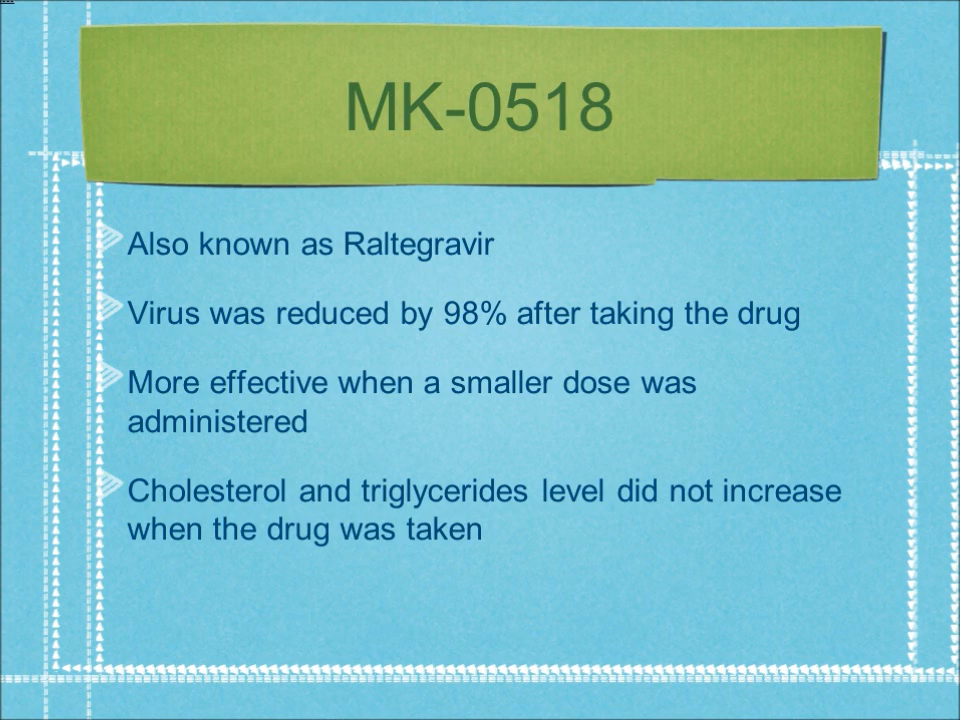 MK-0518
Also known as Raltegravir
Virus was reduced by 98% after taking the drug
More effective when a smaller dose was
administered
Cholesterol and triglycerides level did not increase
when the drug was taken